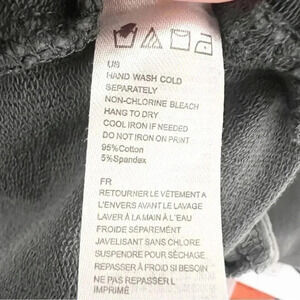 US
HAND WASH COLD
SEPARATELY
NON-CHLORINE BLEACH
HANG TO DRY
COOL IRON IF NEEDED
DO NOT IRON ON PRINT
95%Cotton
5%Spandex
FR
RETOURNER LE VÊTEMENT A
L'ENVERS AVANT LE LAVAGE
LAVER À LA MAIN À L'EAU
FROIDE SÉPARÉMENT
JAVELISANT SANS CHLORE
SUSPENDRE POUR SÉCHAGE
REPASSER À FROID SI BESOIN
NE PAS REPASSER L
IMPRIMÉ